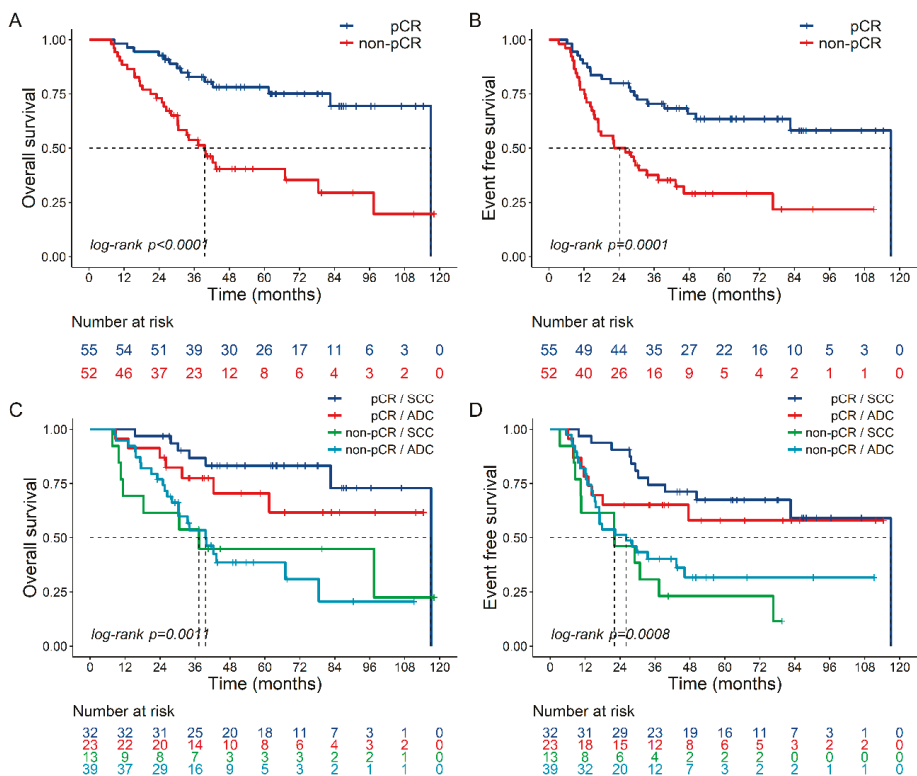 A
pCR
non-pCR
Overall survival
1.00
0.75
0.50
0.25
0.00
log-rank p<0.0001
0 12 24 36 48 60 72 84 96 108 120
Time (months)
Number at risk
55 54 51 39 30 26 17 11 6 3 0
52 46 37 23 12 8 6 4 3 2 0
B
pCR
non-pCR
Event free survival
1.00
0.75
0.50
0.25
0.00
log-rank p=0.0001
0 12 24 36 48 60 72 84 96 108 120
Time (months)
Number at risk
55 49 44 35 27 22 16 10 5 3 0
52 40 26 16 9 5 4 2 1 1 0
C
pCR / SCC
pCR / ADC
non-pCR / SCC
non-pCR / ADC
Overall survival
1.00
0.75
0.50
0.25
0.00
log-rank p=0.0011
0 12 24 36 48 60 72 84 96 108 120
Time (months)
Number at risk
32 32 31 25 20 18 11 7 3 1 0
23 22 20 14 10 8 6 4 3 2 0
13 9 8 7 3 3 3 2 2 1 0
39 37 29 16 9 5 3 2 1 1 0
D
pCR / SCC
pCR / ADC
non-pCR / SCC
non-pCR / ADC
Event free survival
1.00
0.75
0.50
0.25
0.00
log-rank p=0.0008
0 12 24 36 48 60 72 84 96 108 120
Time (months)
Number at risk
32 31 29 23 19 16 11 7 3 1 0
23 18 15 12 8 6 5 3 2 2 0
13 8 6 4 2 2 2 0 0 0 0
39 32 20 12 7 3 2 2 1 1 0